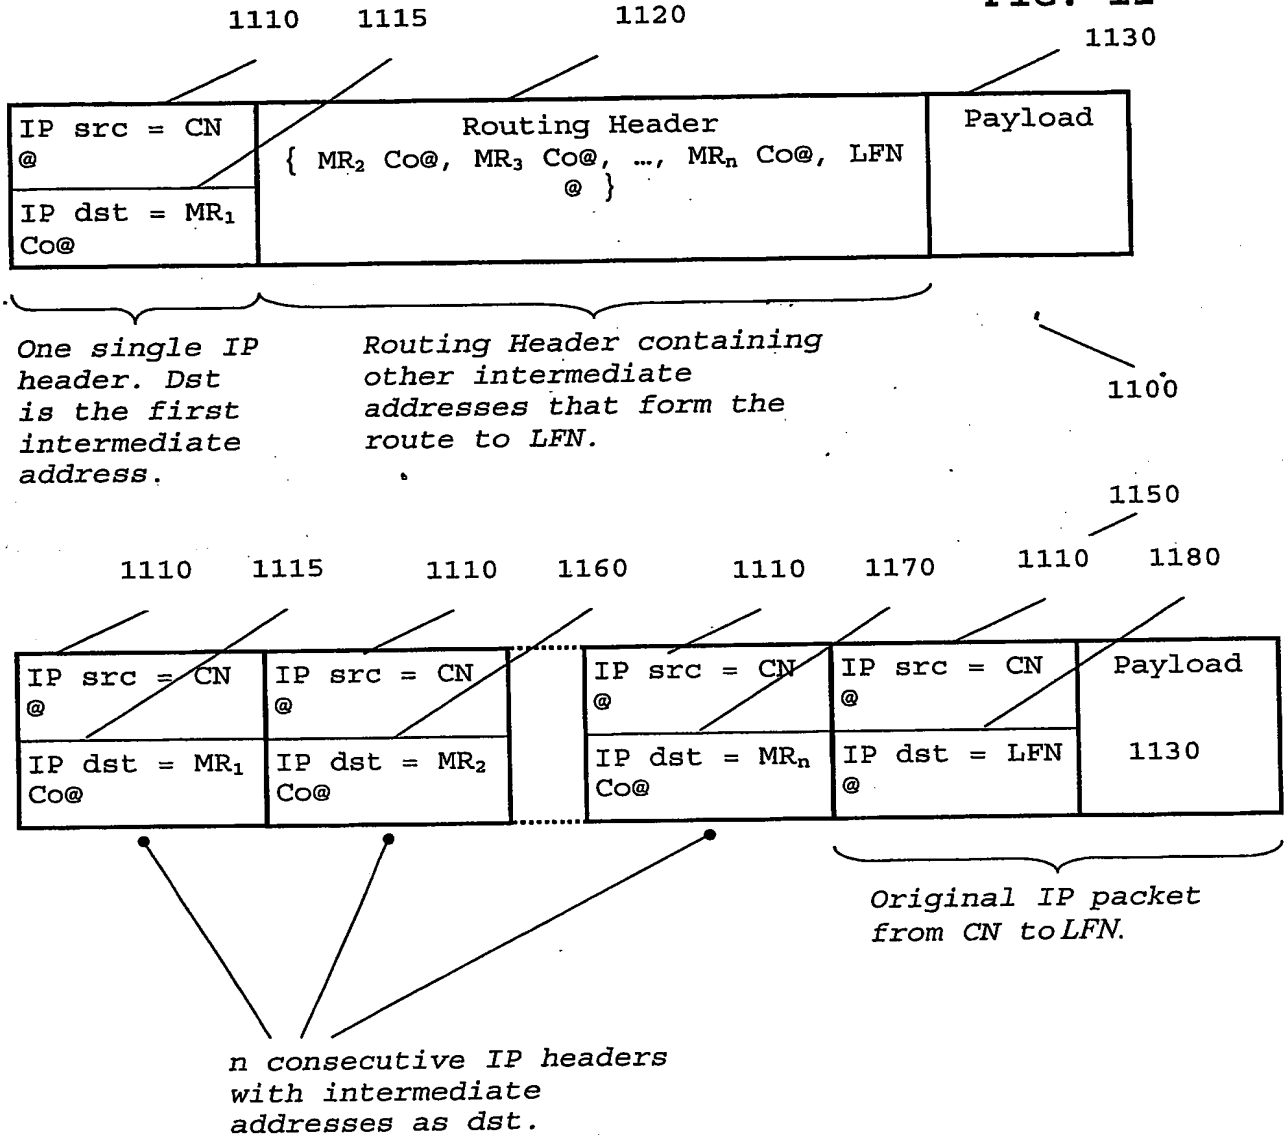 1110 1115 1120
1130
IP src = CN
@
IP dst = MR₁
Co@
Routing Header
{ MR₂ Co@, MR₃ Co@, …, MRₙ Co@, LFN
@ }
Payload
One single IP
header. Dst
is the first
intermediate
address.
Routing Header containing
other intermediate
addresses that form the
route to LFN.
1100
1150
1110 1115 1110 1160 1110 1170 1110 1180
IP src = CN
@
IP dst = MR₁
Co@
IP src = CN
@
IP dst = MR₂
Co@
IP src = CN
@
IP dst = MRₙ
Co@
IP src = CN
@
IP dst = LFN
@
Payload
1130
Original IP packet
from CN to LFN.
n consecutive IP headers
with intermediate
addresses as dst.